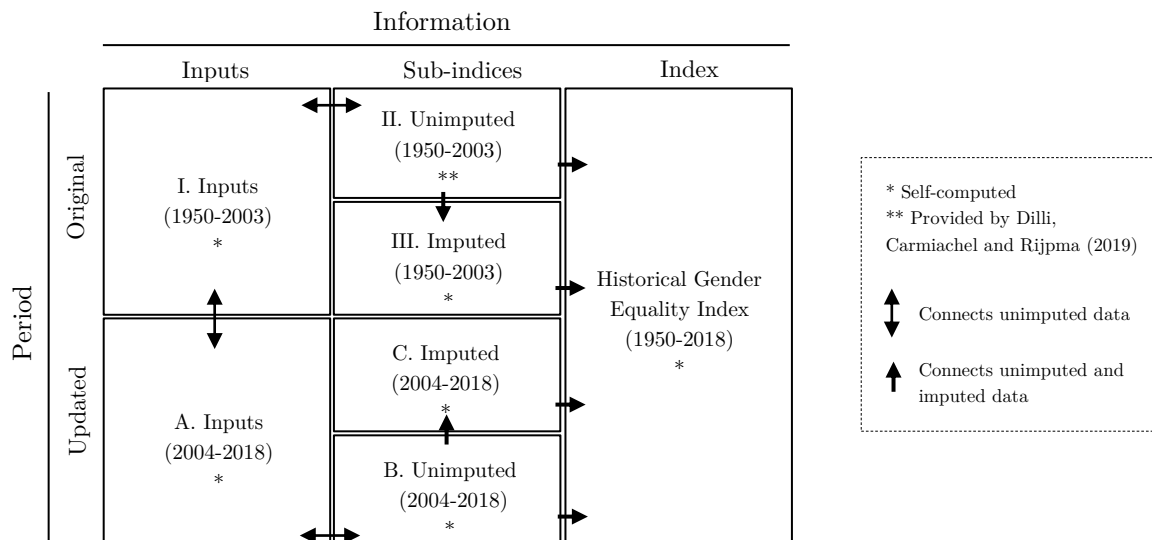 Information
Inputs
Sub-indices
Index
Period
Original
Updated
I. Inputs
(1950-2003)
*
II. Unimputed
(1950-2003)
**
III. Imputed
(1950-2003)
*
C. Imputed
(2004-2018)
*
A. Inputs
(2004-2018)
*
B. Unimputed
(2004-2018)
*
Historical Gender
Equality Index
(1950-2018)
*
* Self-computed
** Provided by Dilli,
Carmiachel and Rijpma (2019)
Connects unimputed data
Connects unimputed and
imputed data